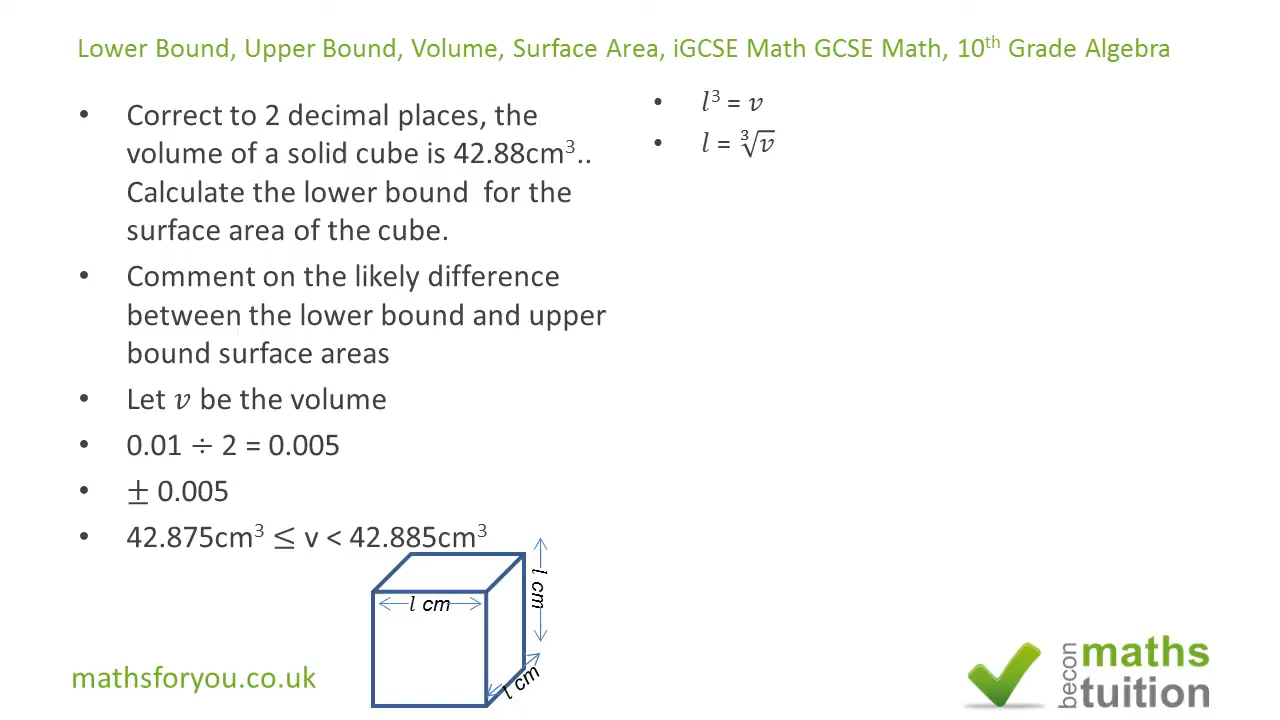 Lower Bound, Upper Bound, Volume, Surface Area, iGCSE Math GCSE Math, 10th Grade Algebra
• Correct to 2 decimal places, the
volume of a solid cube is 42.88cm³..
Calculate the lower bound  for the
surface area of the cube.
• Comment on the likely difference
between the lower bound and upper
bound surface areas
• Let 𝑣 be the volume
• 0.01 ÷ 2 = 0.005
• ± 0.005
• 42.875cm³ ≤ v < 42.885cm³
• 𝑙³ = 𝑣
• 𝑙 = ∛𝑣
l cm
l cm
l cm
mathsforyou.co.uk
becon
maths
tuition